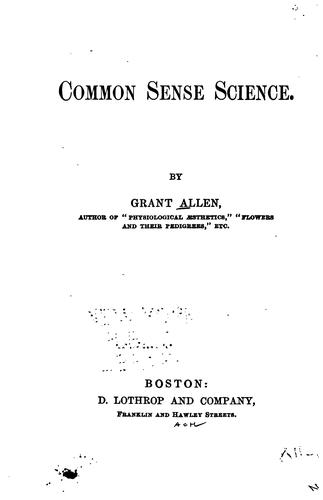 COMMON SENSE SCIENCE.
BY
GRANT ALLEN,
AUTHOR OF "PHYSIOLOGICAL ÆSTHETICS," "FLOWERS
AND THEIR PEDIGREES," ETC.
BOSTON:
D. LOTHROP AND COMPANY,
FRANKLIN AND HAWLEY STREETS.